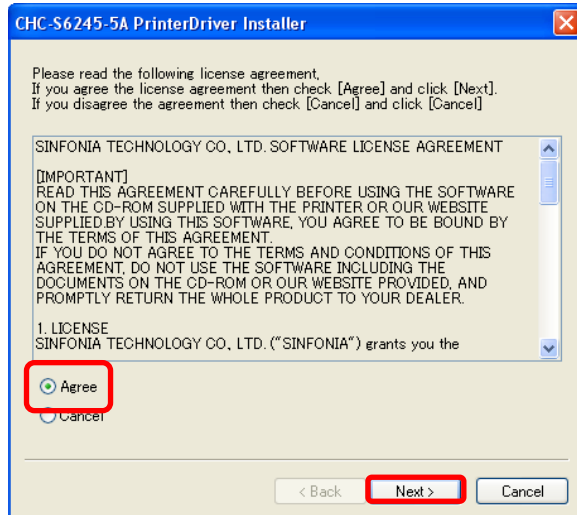 CHC-S6245-5A PrinterDriver Installer
Please read the following license agreement,
If you agree the license agreement then check [Agree] and click [Next].
If you disagree the agreement then check [Cancel] and click [Cancel]
SINFONIA TECHNOLOGY CO., LTD. SOFTWARE LICENSE AGREEMENT
[IMPORTANT]
READ THIS AGREEMENT CAREFULLY BEFORE USING THE SOFTWARE
ON THE CD-ROM SUPPLIED WITH THE PRINTER OR OUR WEBSITE
SUPPLIED.BY USING THIS SOFTWARE, YOU AGREE TO BE BOUND BY
THE TERMS OF THIS AGREEMENT.
IF YOU DO NOT AGREE TO THE TERMS AND CONDITIONS OF THIS
AGREEMENT, DO NOT USE THE SOFTWARE INCLUDING THE
DOCUMENTS ON THE CD-ROM OR OUR WEBSITE PROVIDED, AND
PROMPTLY RETURN THE WHOLE PRODUCT TO YOUR DEALER.
1. LICENSE
SINFONIA TECHNOLOGY CO., LTD. ("SINFONIA") grants you the
Agree
Cancel
< Back Next > Cancel